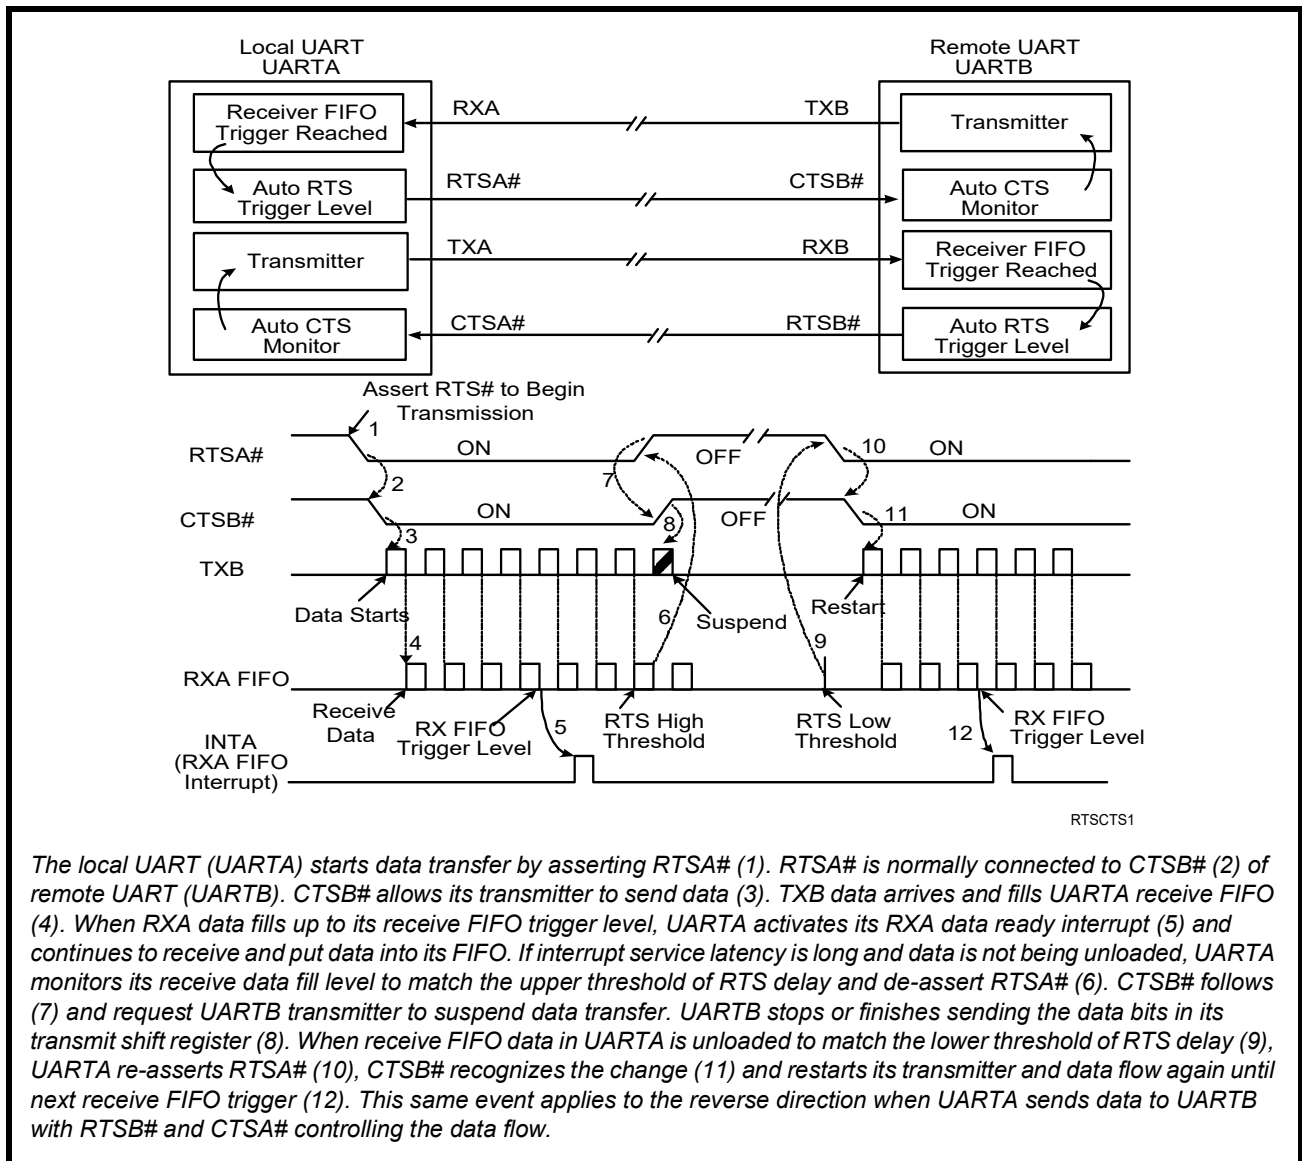 Local UART
UARTA
Remote UART
UARTB
Receiver FIFO
Trigger Reached
RXA
TXB
Transmitter
Auto RTS
Trigger Level
RTSA#
CTSB#
Auto CTS
Monitor
Transmitter
TXA
RXB
Receiver FIFO
Trigger Reached
Auto CTS
Monitor
CTSA#
RTSB#
Auto RTS
Trigger Level
Assert RTS# to Begin
Transmission
1
RTSA#
ON
OFF
10
ON
2
7
CTSB#
ON
8
OFF
11
ON
3
TXB
Data Starts
6
Suspend
Restart
4
9
RXA FIFO
Receive
Data
RX FIFO
Trigger Level
5
RTS High
Threshold
RTS Low
Threshold
12
RX FIFO
Trigger Level
INTA
(RXA FIFO
Interrupt)
RTSCTS1
The local UART (UARTA) starts data transfer by asserting RTSA# (1). RTSA# is normally connected to CTSB# (2) of
remote UART (UARTB). CTSB# allows its transmitter to send data (3). TXB data arrives and fills UARTA receive FIFO
(4). When RXA data fills up to its receive FIFO trigger level, UARTA activates its RXA data ready interrupt (5) and
continues to receive and put data into its FIFO. If interrupt service latency is long and data is not being unloaded, UARTA
monitors its receive data fill level to match the upper threshold of RTS delay and de-assert RTSA# (6). CTSB# follows
(7) and request UARTB transmitter to suspend data transfer. UARTB stops or finishes sending the data bits in its
transmit shift register (8). When receive FIFO data in UARTA is unloaded to match the lower threshold of RTS delay (9),
UARTA re-asserts RTSA# (10), CTSB# recognizes the change (11) and restarts its transmitter and data flow again until
next receive FIFO trigger (12). This same event applies to the reverse direction when UARTA sends data to UARTB
with RTSB# and CTSA# controlling the data flow.